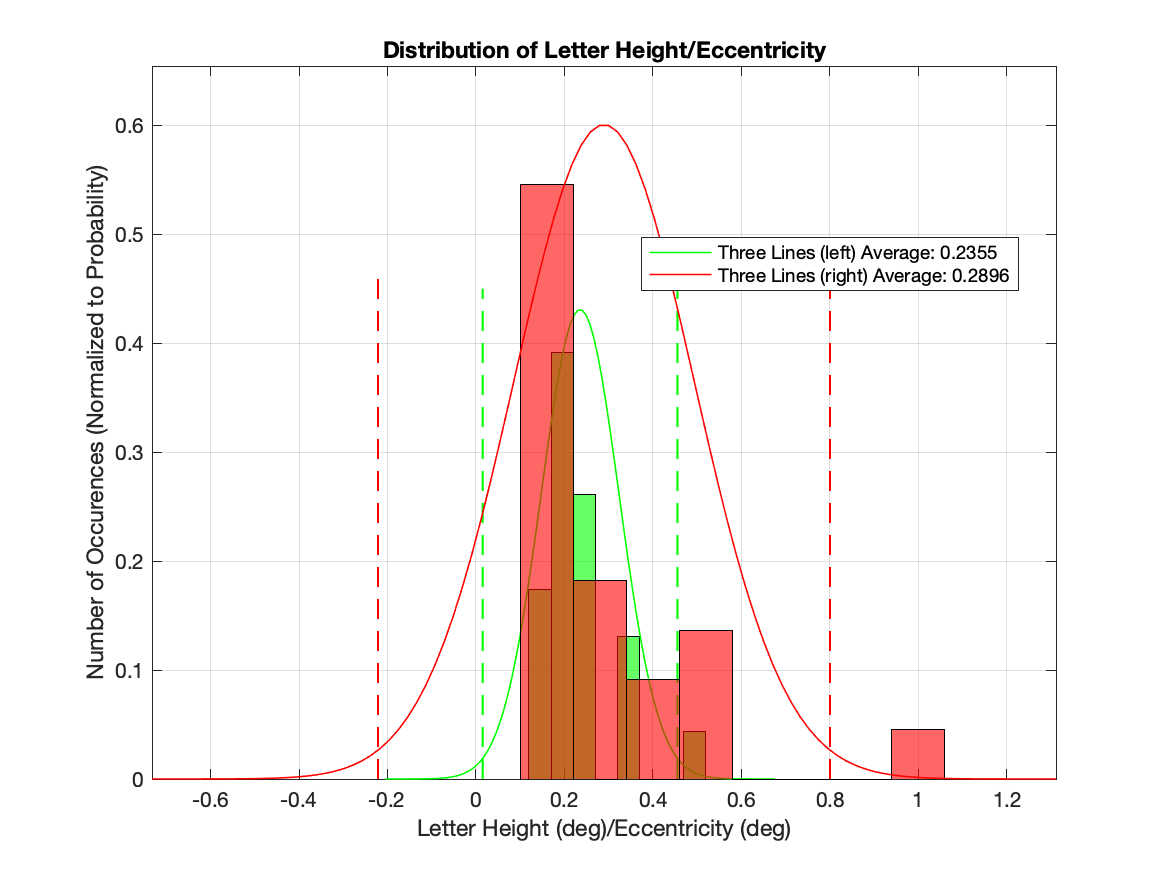 Distribution of Letter Height/Eccentricity
Number of Occurences (Normalized to Probability)
0.6
0.5
0.4
0.3
0.2
0.1
0
Three Lines (left) Average: 0.2355
Three Lines (right) Average: 0.2896
-0.6 -0.4 -0.2 0 0.2 0.4 0.6 0.8 1 1.2
Letter Height (deg)/Eccentricity (deg)